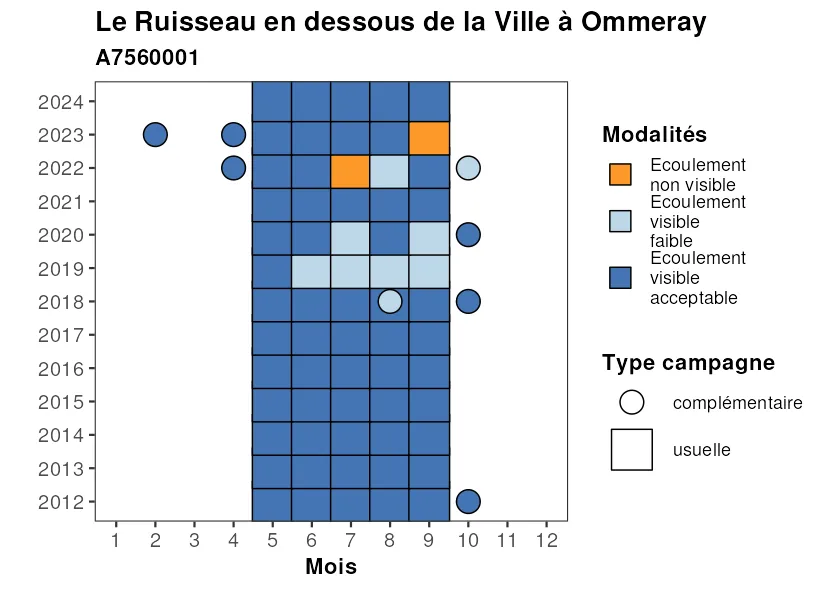 Le Ruisseau en dessous de la Ville à Ommeray
A7560001
2024
2023
2022
2021
2020
2019
2018
2017
2016
2015
2014
2013
2012
1 2 3 4 5 6 7 8 9 10 11 12
Mois
Modalités
Ecoulement
non visible
Ecoulement
visible
faible
Ecoulement
visible
acceptable
Type campagne
complémentaire
usuelle